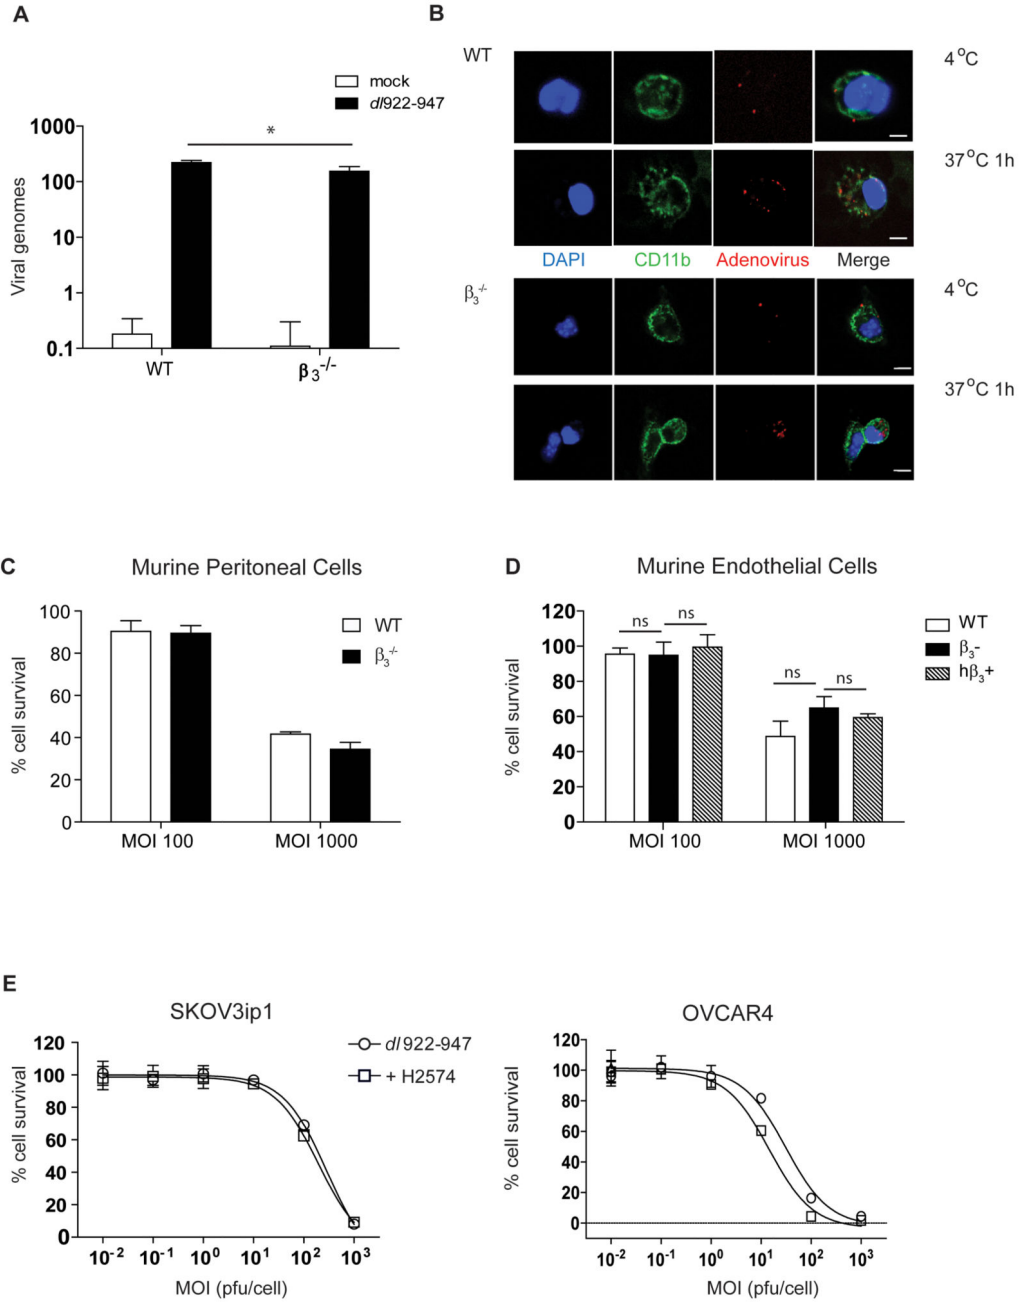 A
mock
dl922-947
Viral genomes
1000
100
10
1
0.1
*
WT
β3-/-
B
WT
4°C
37°C 1h
DAPI
CD11b
Adenovirus
Merge
β3-/-
4°C
37°C 1h
C
Murine Peritoneal Cells
WT
β3-/-
% cell survival
100
80
60
40
20
0
MOI 100
MOI 1000
D
Murine Endothelial Cells
WT
β3-
hβ3+
% cell survival
120
100
80
60
40
20
0
ns
ns
ns
ns
MOI 100
MOI 1000
E
SKOV3ip1
dl922-947
+ H2574
% cell survival
120
100
80
60
40
20
0
10-2 10-1 100 101 102 103
MOI (pfu/cell)
OVCAR4
% cell survival
120
100
80
60
40
20
0
10-2 10-1 100 101 102 103
MOI (pfu/cell)